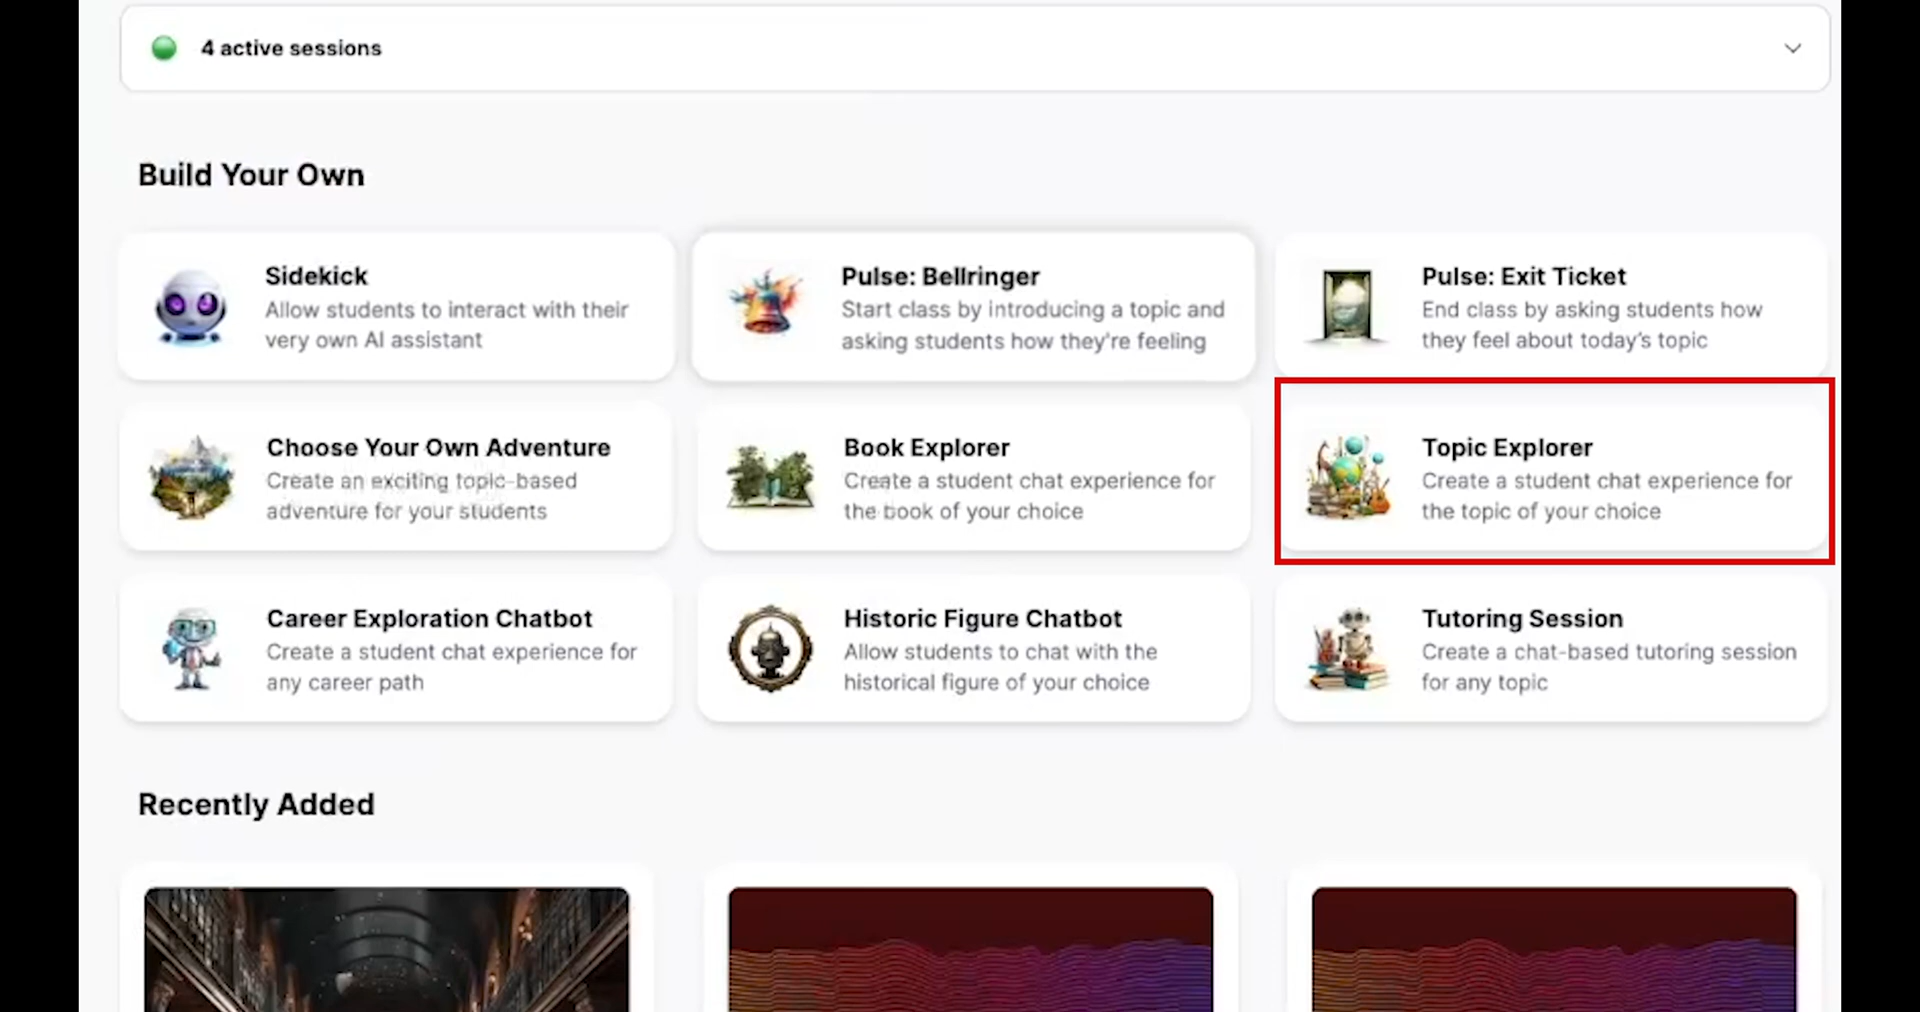 4 active sessions
Build Your Own
Sidekick
Allow students to interact with their
very own AI assistant
Pulse: Bellringer
Start class by introducing a topic and
asking students how they're feeling
Pulse: Exit Ticket
End class by asking students how
they feel about today's topic
Choose Your Own Adventure
Create an exciting topic-based
adventure for your students
Book Explorer
Create a student chat experience for
the book of your choice
Topic Explorer
Create a student chat experience for
the topic of your choice
Career Exploration Chatbot
Create a student chat experience for
any career path
Historic Figure Chatbot
Allow students to chat with the
historical figure of your choice
Tutoring Session
Create a chat-based tutoring session
for any topic
Recently Added